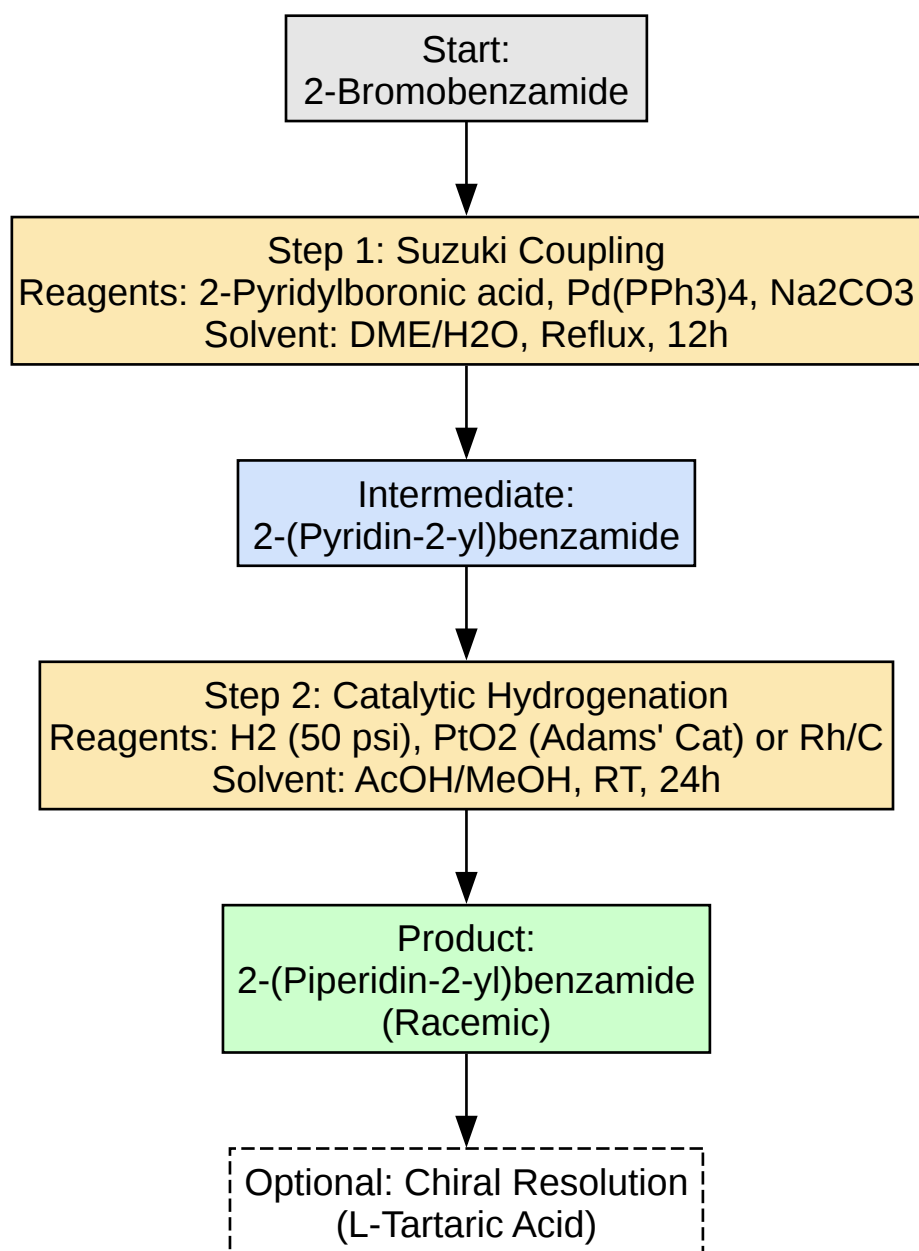 Start:
2-Bromobenzamide
Step 1: Suzuki Coupling
Reagents: 2-Pyridylboronic acid, Pd(PPh3)4, Na2CO3
Solvent: DME/H2O, Reflux, 12h
Intermediate:
2-(Pyridin-2-yl)benzamide
Step 2: Catalytic Hydrogenation
Reagents: H2 (50 psi), PtO2 (Adams' Cat) or Rh/C
Solvent: AcOH/MeOH, RT, 24h
Product:
2-(Piperidin-2-yl)benzamide
(Racemic)
Optional: Chiral Resolution
(L-Tartaric Acid)